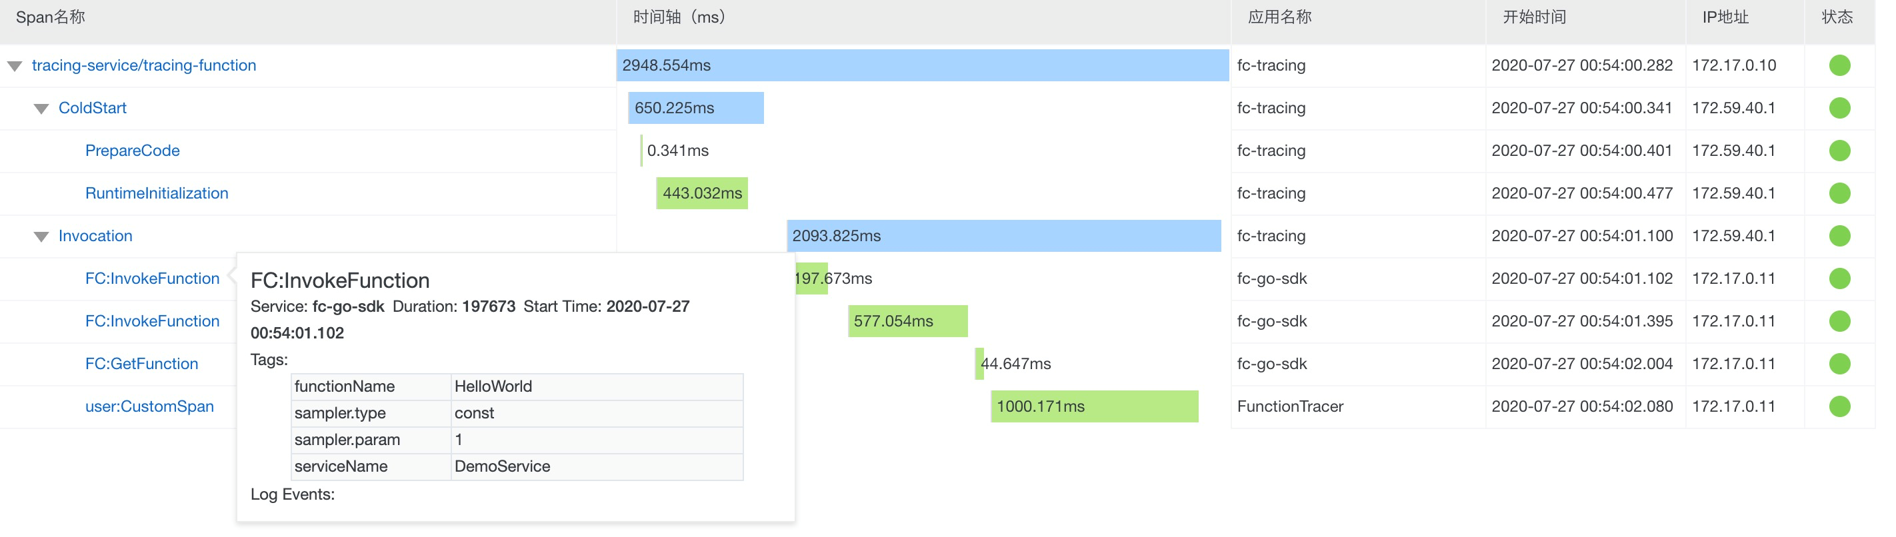 Span名称 时间轴（ms） 应用名称 开始时间 IP地址 状态
tracing-service/tracing-function 2948.554ms fc-tracing 2020-07-27 00:54:00.282 172.17.0.10
ColdStart 650.225ms fc-tracing 2020-07-27 00:54:00.341 172.59.40.1
PrepareCode 0.341ms fc-tracing 2020-07-27 00:54:00.401 172.59.40.1
RuntimeInitialization 443.032ms fc-tracing 2020-07-27 00:54:00.477 172.59.40.1
Invocation 2093.825ms fc-tracing 2020-07-27 00:54:01.100 172.59.40.1
FC:InvokeFunction 197.673ms fc-go-sdk 2020-07-27 00:54:01.102 172.17.0.11
FC:InvokeFunction 577.054ms fc-go-sdk 2020-07-27 00:54:01.395 172.17.0.11
FC:GetFunction 44.647ms fc-go-sdk 2020-07-27 00:54:02.004 172.17.0.11
user:CustomSpan 1000.171ms FunctionTracer 2020-07-27 00:54:02.080 172.17.0.11
FC:InvokeFunction
Service: fc-go-sdk Duration: 197673 Start Time: 2020-07-27
00:54:01.102
Tags:
functionName HelloWorld
sampler.type const
sampler.param 1
serviceName DemoService
Log Events: